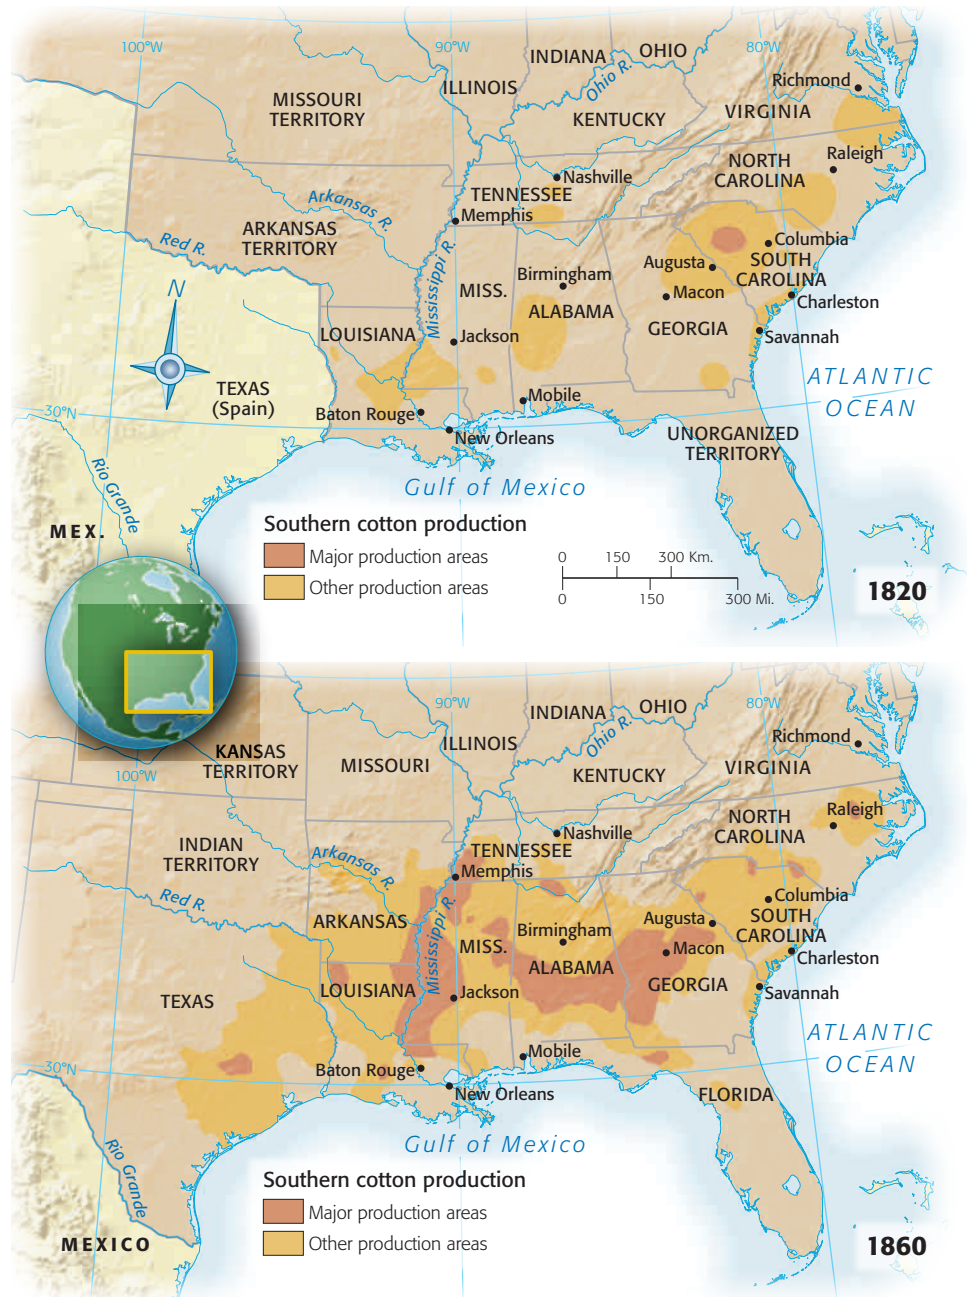 100°W
90°W
80°W
INDIANA
OHIO
Ohio R.
ILLINOIS
Richmond
MISSOURI
TERRITORY
KENTUCKY
VIRGINIA
Raleigh
NORTH
CAROLINA
Nashville
TENNESSEE
Memphis
Arkansas R.
ARKANSAS
TERRITORY
Red R.
Mississippi R.
Columbia
SOUTH
CAROLINA
Augusta
Birmingham
N
MISS.
ALABAMA
Macon
Charleston
GEORGIA
LOUISIANA
Jackson
Savannah
TEXAS
(Spain)
ATLANTIC
OCEAN
30°N
Baton Rouge
Mobile
New Orleans
UNORGANIZED
TERRITORY
Rio Grande
Gulf of Mexico
MEX.
Southern cotton production
Major production areas
Other production areas
0 150 300 Km.
0 150 300 Mi.
1820
90°W
80°W
INDIANA
OHIO
Ohio R.
ILLINOIS
Richmond
KANSAS
TERRITORY
100°W
MISSOURI
KENTUCKY
VIRGINIA
Raleigh
NORTH
CAROLINA
Nashville
TENNESSEE
Memphis
INDIAN
TERRITORY
Arkansas R.
Red R.
ARKANSAS
Mississippi R.
Columbia
SOUTH
CAROLINA
Augusta
Birmingham
MISS.
ALABAMA
Macon
Charleston
GEORGIA
TEXAS
LOUISIANA
Jackson
Savannah
ATLANTIC
OCEAN
30°N
Baton Rouge
Mobile
New Orleans
FLORIDA
Rio Grande
Gulf of Mexico
MEXICO
Southern cotton production
Major production areas
Other production areas
1860